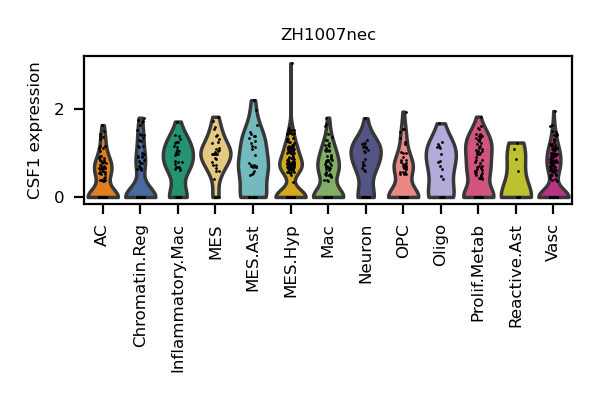 ZH1007nec
CSF1 expression
2
0
AC
Chromatin.Reg
Inflammatory.Mac
MES
MES.Ast
MES.Hyp
Mac
Neuron
OPC
Oligo
Prolif.Metab
Reactive.Ast
Vasc